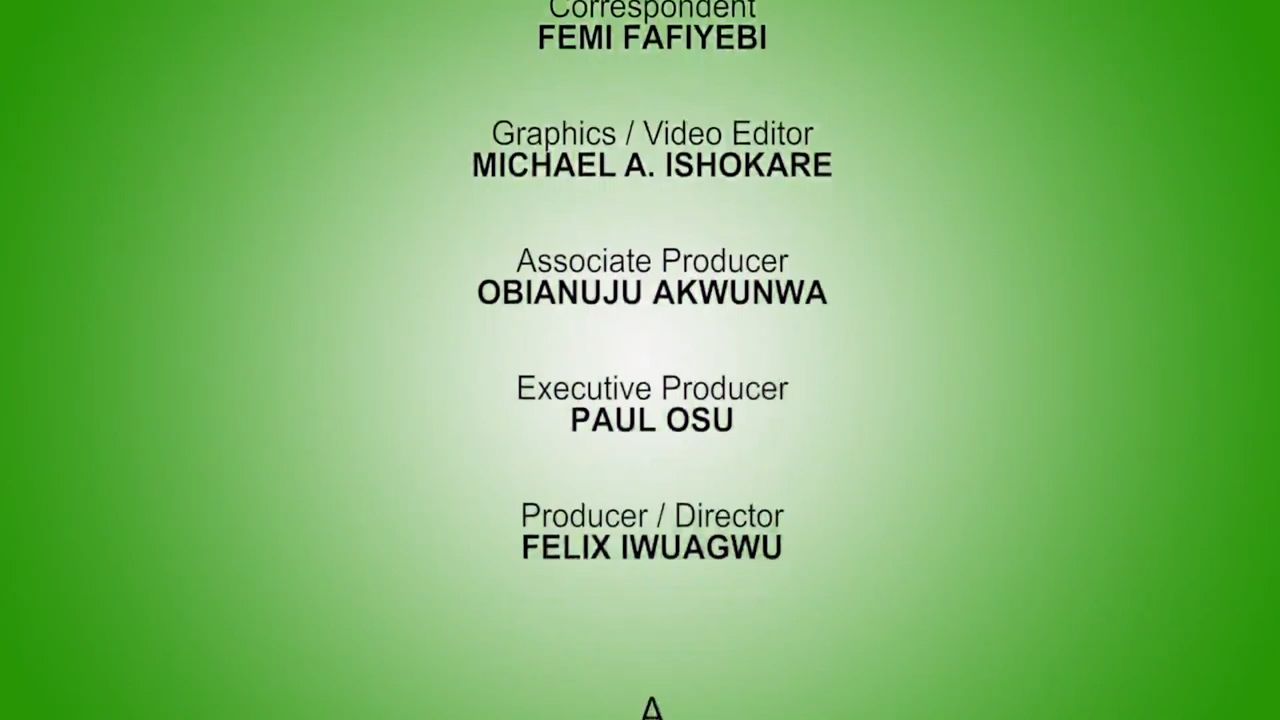 Correspondent
FEMI FAFIYEBI
Graphics / Video Editor
MICHAEL A. ISHOKARE
Associate Producer
OBIANUJU AKWUNWA
Executive Producer
PAUL OSU
Producer / Director
FELIX IWUAGWU
A